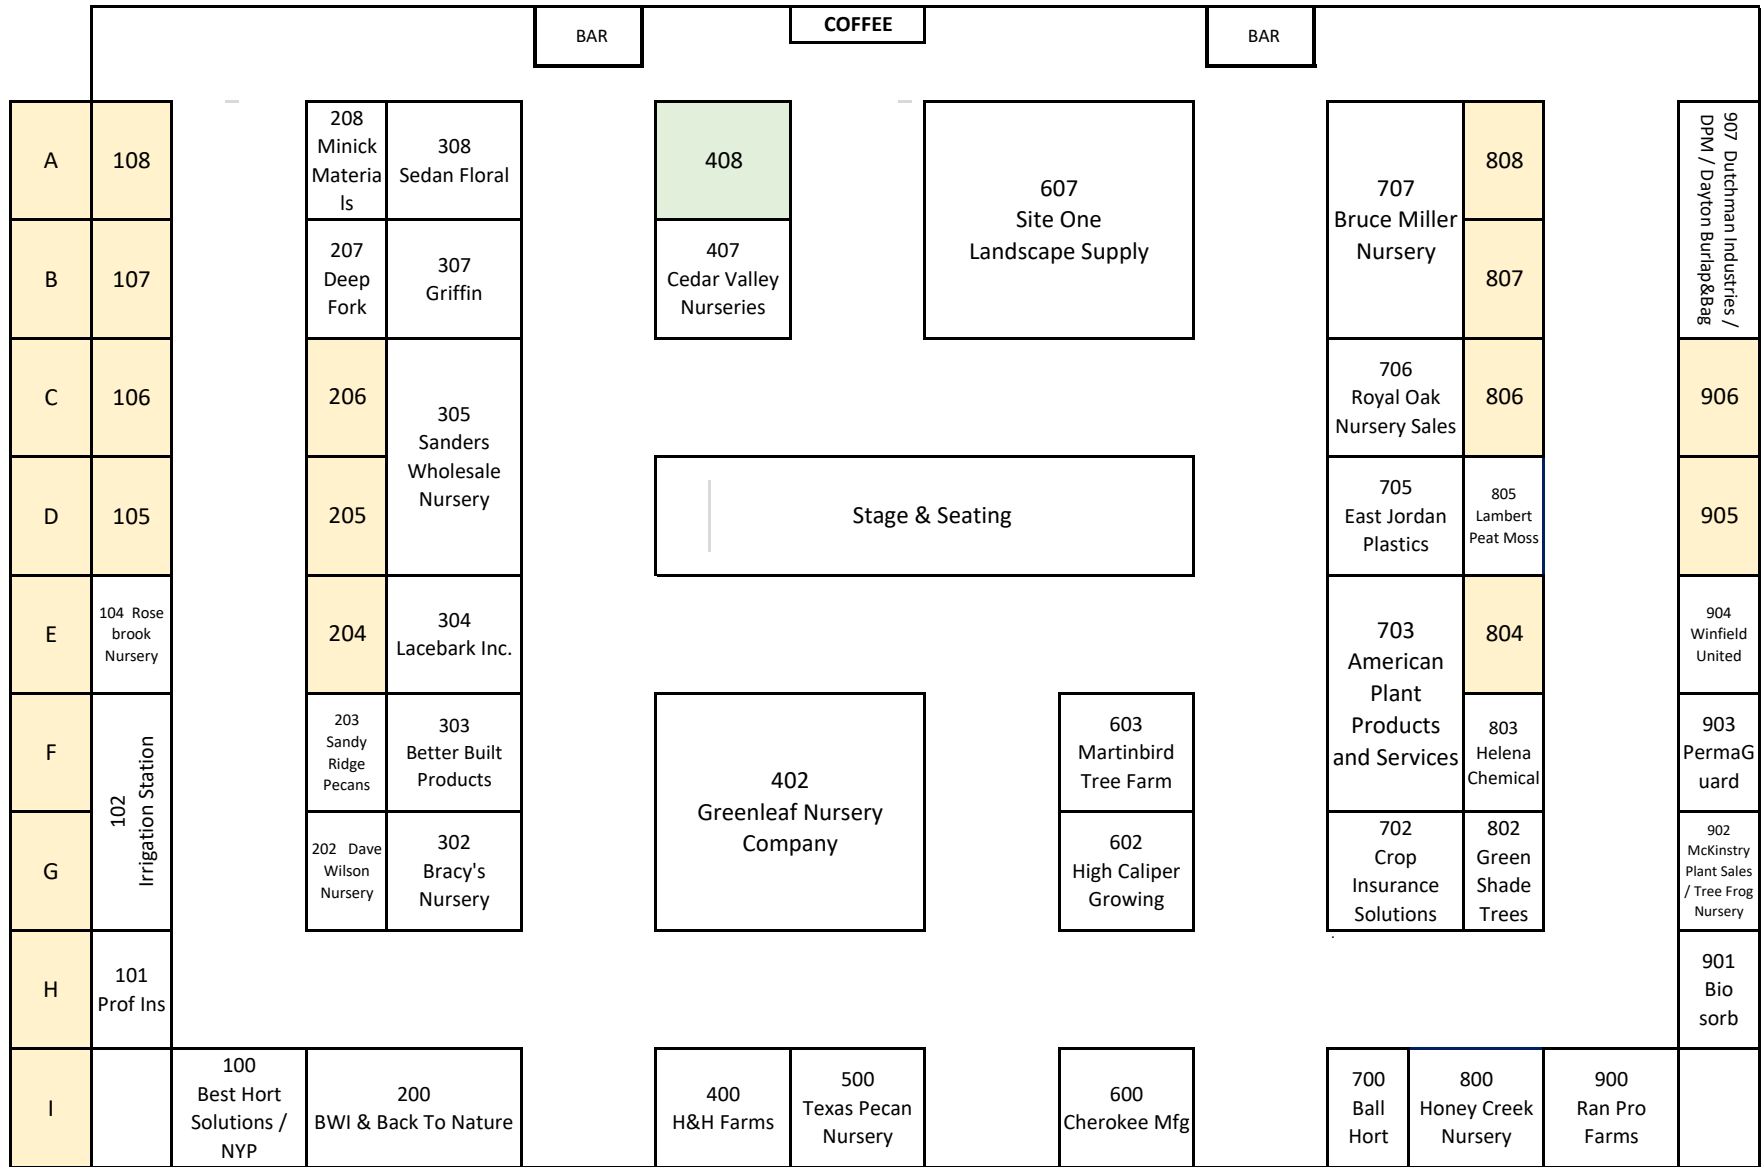 BAR
COFFEE
BAR
A
108
208
Minick
Materia
ls
308
Sedan Floral
408
607
Site One
Landscape Supply
707
Bruce Miller
Nursery
808
907 Dutchman Industries /
DPM / Dayton Burlap&Bag
B
107
207
Deep
Fork
307
Griffin
407
Cedar Valley
Nurseries
807
C
106
206
305
Sanders
Wholesale
Nursery
706
Royal Oak
Nursery Sales
806
906
D
105
205
Stage & Seating
705
East Jordan
Plastics
805
Lambert
Peat Moss
905
E
104 Rose
brook
Nursery
204
304
Lacebark Inc.
703
American
Plant
Products
and Services
804
904
Winfield
United
F
102
Irrigation Station
203
Sandy
Ridge
Pecans
303
Better Built
Products
402
Greenleaf Nursery
Company
603
Martinbird
Tree Farm
803
Helena
Chemical
903
PermaG
uard
G
202 Dave
Wilson
Nursery
302
Bracy's
Nursery
602
High Caliper
Growing
702
Crop
Insurance
Solutions
802
Green
Shade
Trees
902
McKinstry
Plant Sales
/ Tree Frog
Nursery
H
101
Prof Ins
901
Bio
sorb
I
100
Best Hort
Solutions /
NYP
200
BWI & Back To Nature
400
H&H Farms
500
Texas Pecan
Nursery
600
Cherokee Mfg
700
Ball
Hort
800
Honey Creek
Nursery
900
Ran Pro
Farms